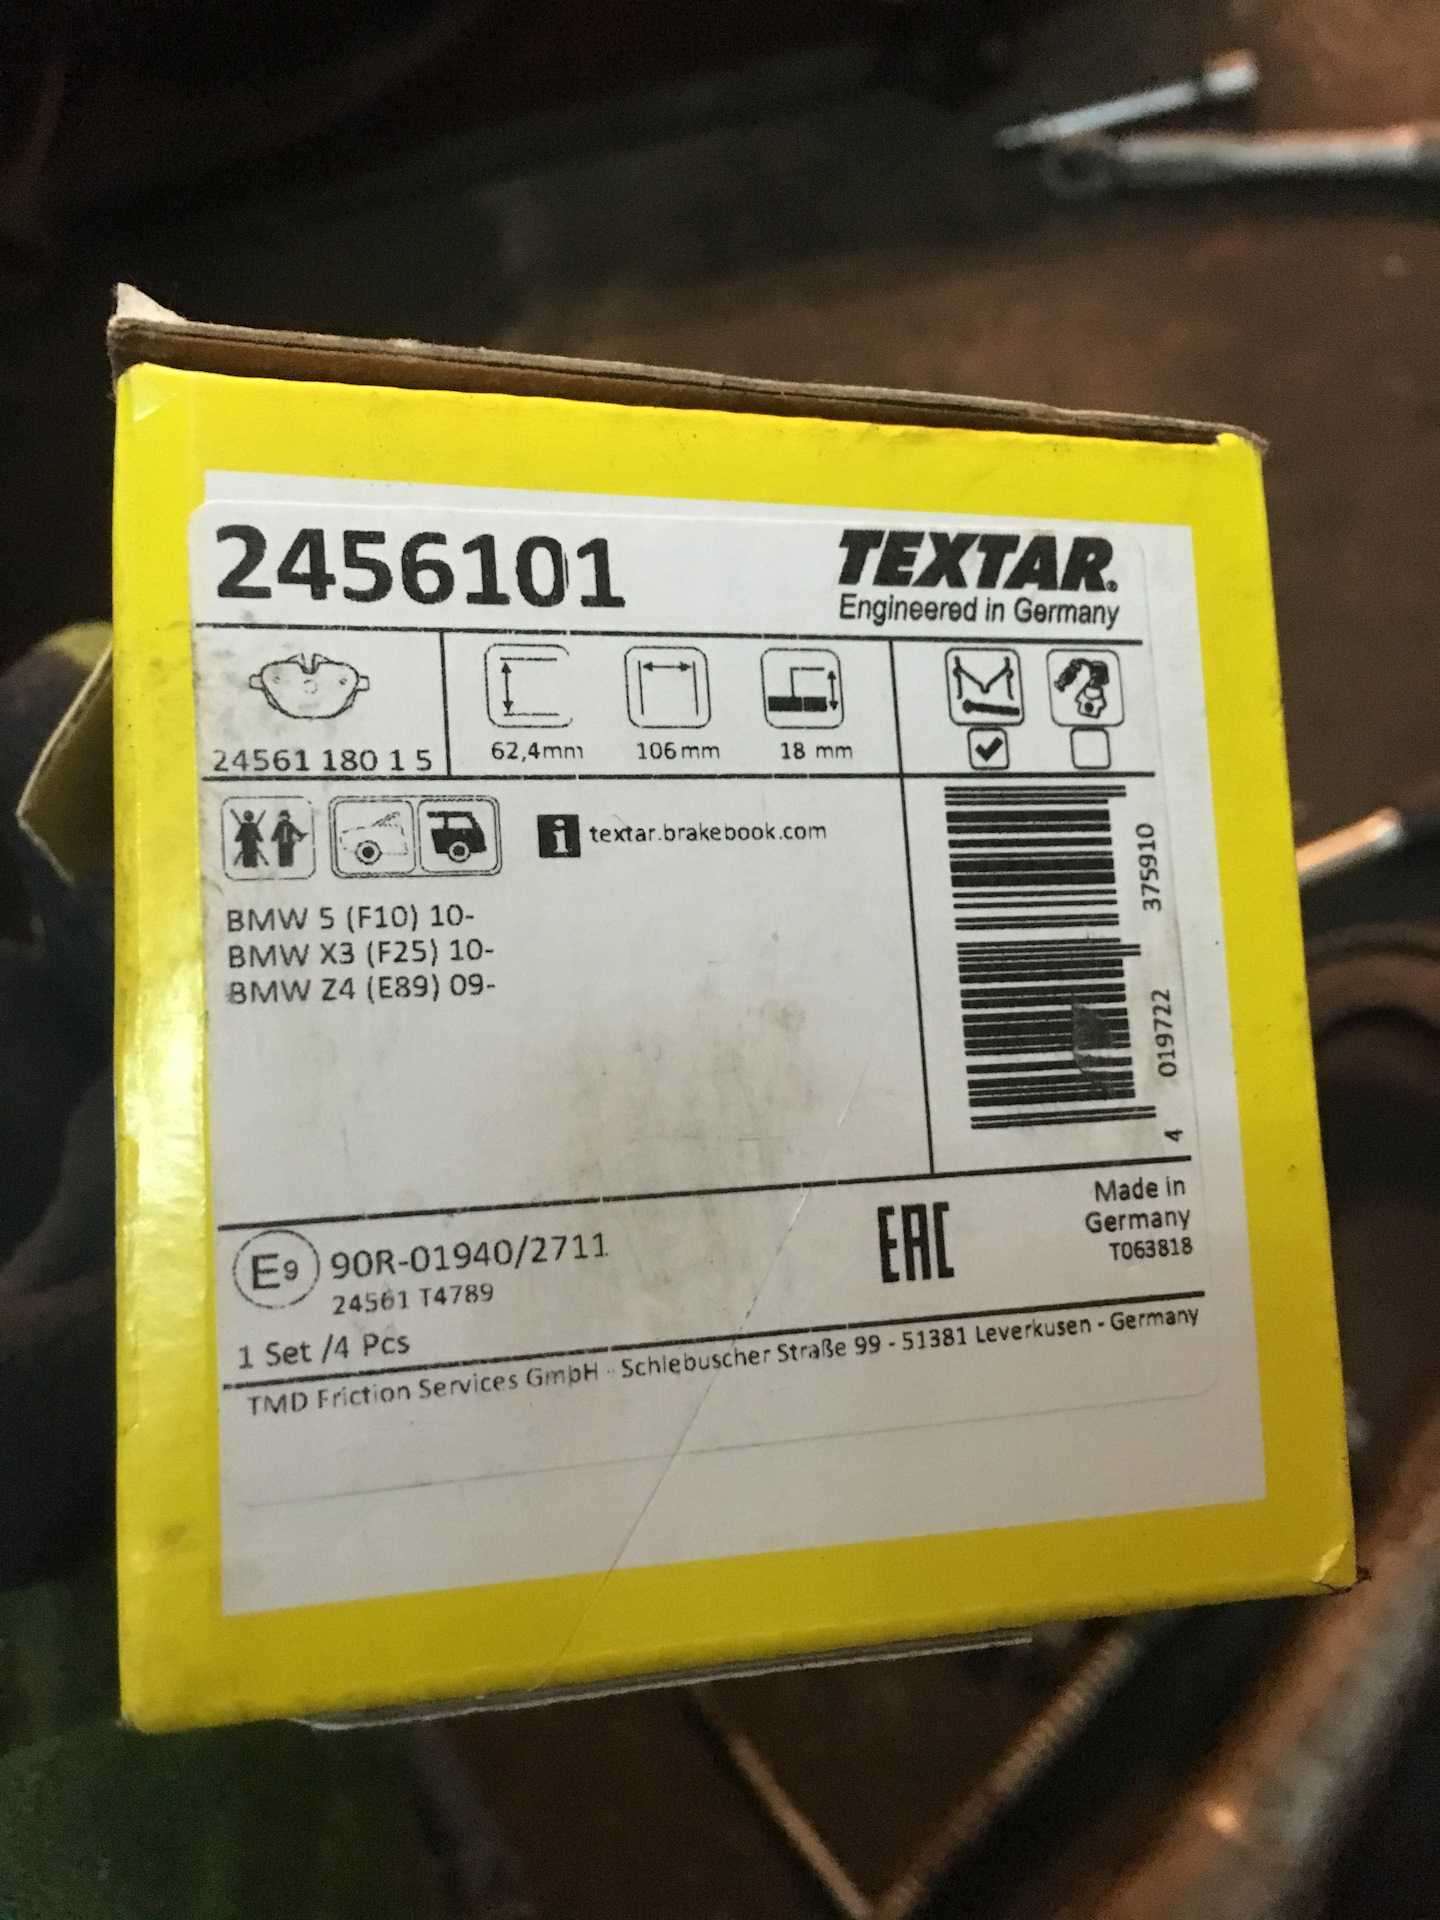 2456101
TEXTAR®
Engineered in Germany
24561 180 1 5
62,4mm
106mm
18 mm
i textar.brakebook.com
BMW 5 (F10) 10-
BMW X3 (F25) 10-
BMW Z4 (E89) 09-
4 019722 375910
E9 90R-01940/2711
24561 T4789
EAC
Made in
Germany
T063818
1 Set /4 Pcs
TMD Friction Services GmbH - Schlebuscher Straße 99 - 51381 Leverkusen - Germany